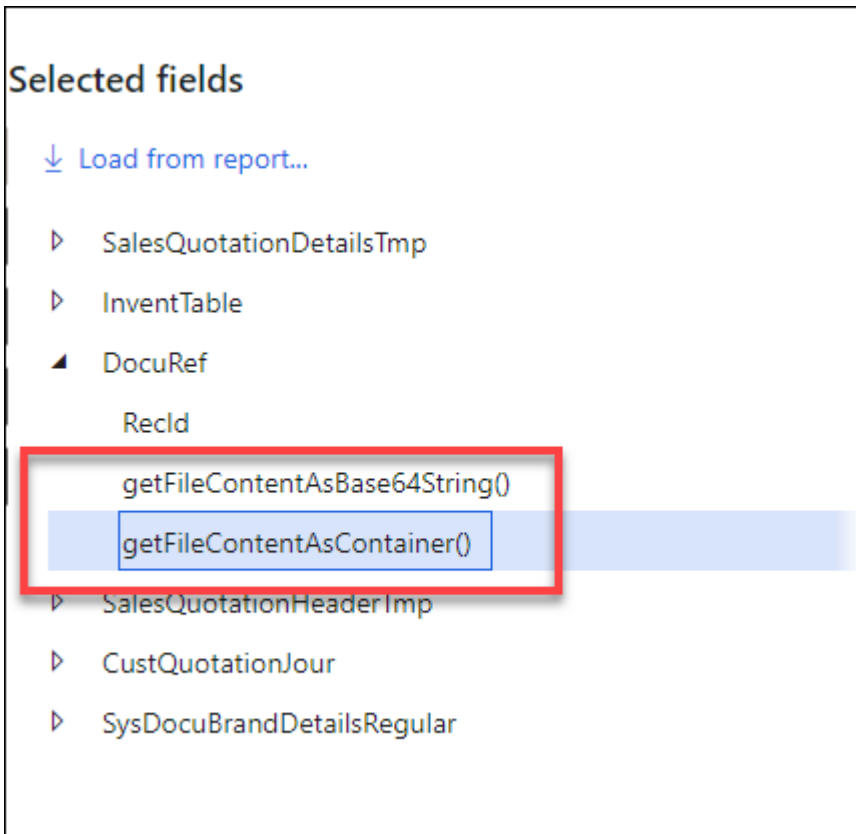 Selected fields
Load from report...
SalesQuotationDetailsTmp
InventTable
DocuRef
RecId
getFileContentAsBase64String()
getFileContentAsContainer()
SalesQuotationHeaderTmp
CustQuotationJour
SysDocuBrandDetailsRegular